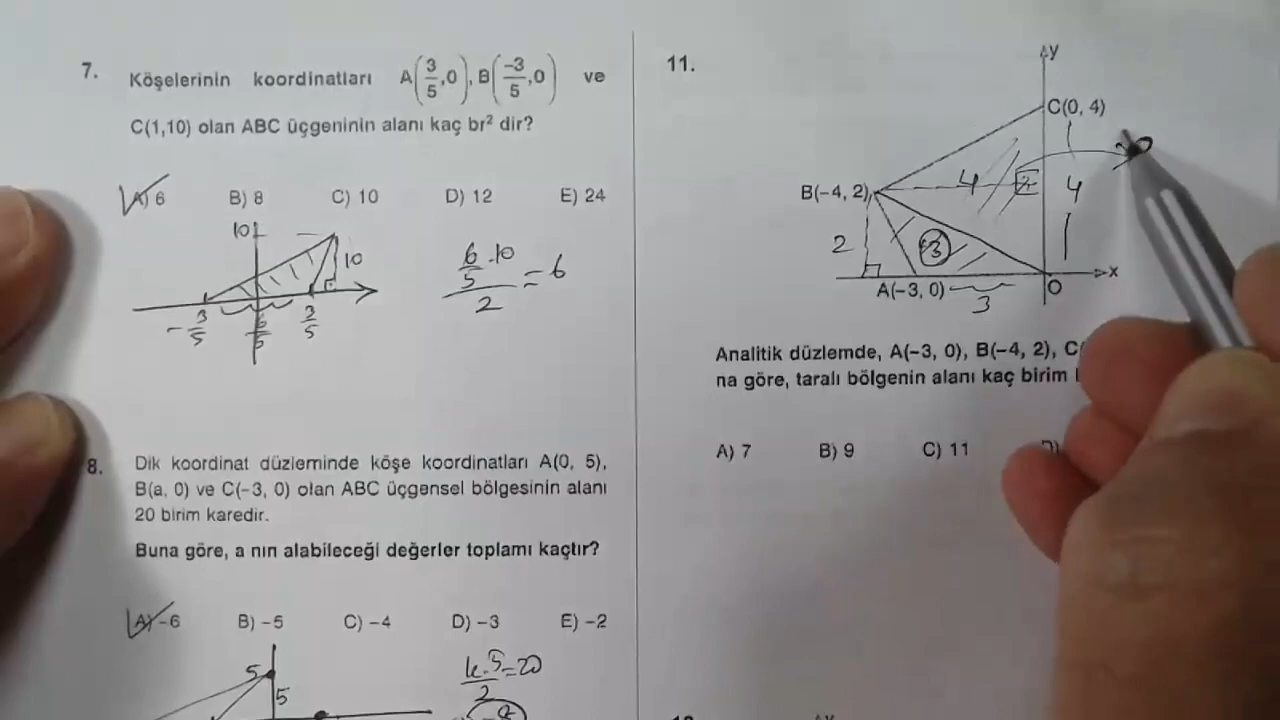 7. Köşelerinin koordinatları A(3/5,0), B(-3/5,0) ve
C(1,10) olan ABC üçgeninin alanı kaç br² dir?
A) 6 B) 8 C) 10 D) 12 E) 24
10
10
-3/5 6/5 3/5
6/5 · 10 / 2 = 6
8. Dik koordinat düzleminde köşe koordinatları A(0, 5),
B(a, 0) ve C(-3, 0) olan ABC üçgensel bölgesinin alanı
20 birim karedir.
Buna göre, a nın alabileceği değerler toplamı kaçtır?
A) -6 B) -5 C) -4 D) -3 E) -2
5
5
k.5/2 = 20
11.
y
C(0, 4)
B(-4, 2)
4
4
2
3
x
A(-3, 0)
3
O
Analitik düzlemde, A(-3, 0), B(-4, 2), C
na göre, taralı bölgenin alanı kaç birim
A) 7 B) 9 C) 11